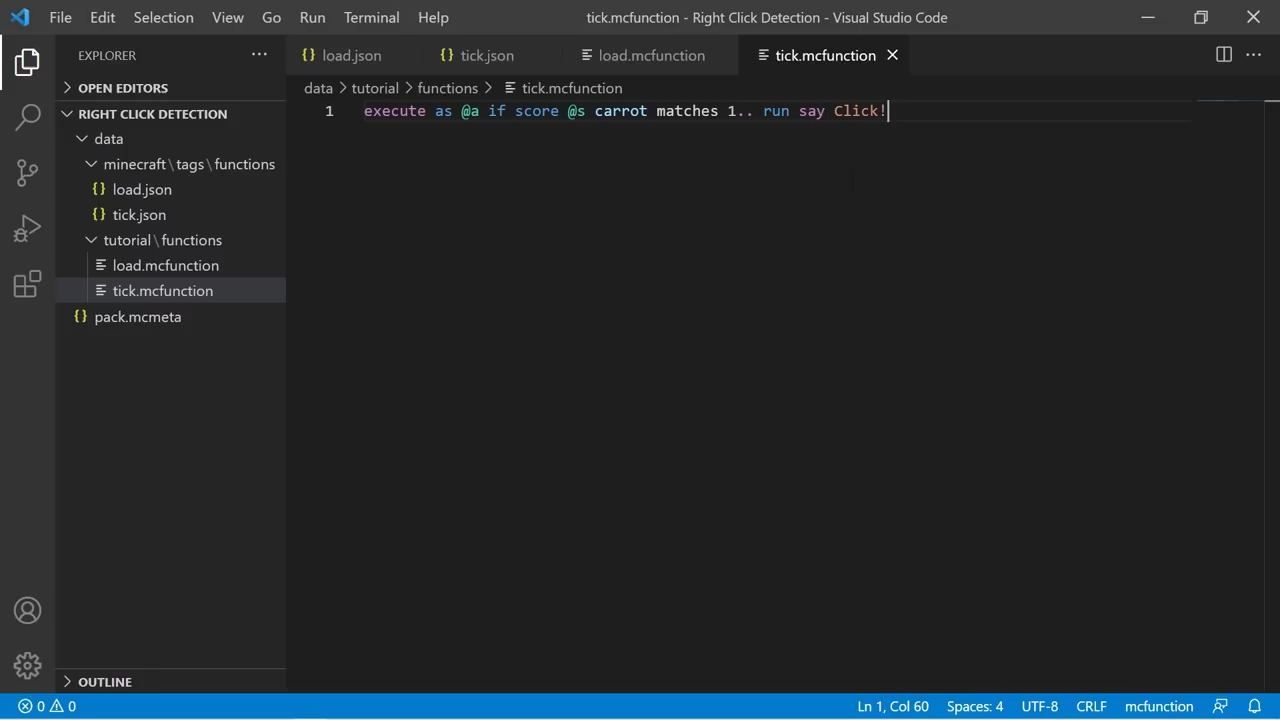 File Edit Selection View Go Run Terminal Help tick.mcfunction - Right Click Detection - Visual Studio Code
EXPLORER ···
OPEN EDITORS
RIGHT CLICK DETECTION
data
minecraft\tags\functions
{} load.json
{} tick.json
tutorial\functions
load.mcfunction
tick.mcfunction
{} pack.mcmeta
OUTLINE
{} load.json {} tick.json load.mcfunction tick.mcfunction
data > tutorial > functions > tick.mcfunction
1 execute as @a if score @s carrot matches 1.. run say Click!
0 0 Ln 1, Col 60 Spaces: 4 UTF-8 CRLF mcfunction